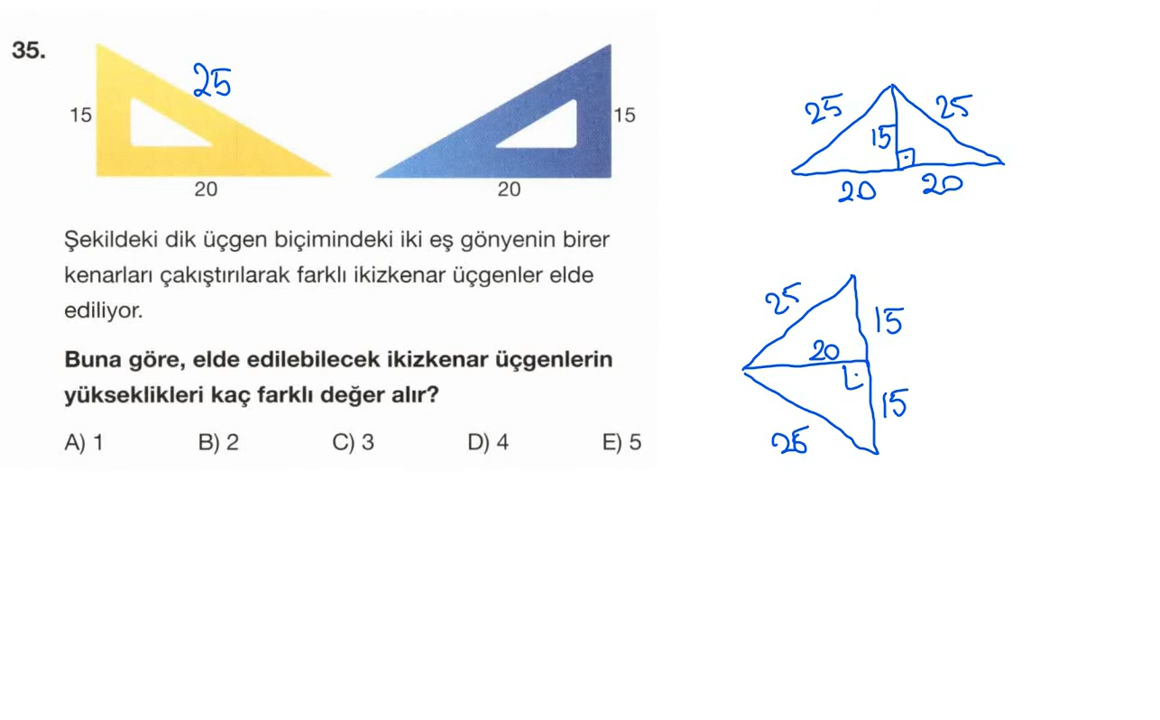 35.
25
15
15
20
20
Şekildeki dik üçgen biçimindeki iki eş gönyenin birer
kenarları çakıştırılarak farklı ikizkenar üçgenler elde
ediliyor.
Buna göre, elde edilebilecek ikizkenar üçgenlerin
yükseklikleri kaç farklı değer alır?
A) 1 B) 2 C) 3 D) 4 E) 5
25 25
15
20 20
25
15
20
15
25